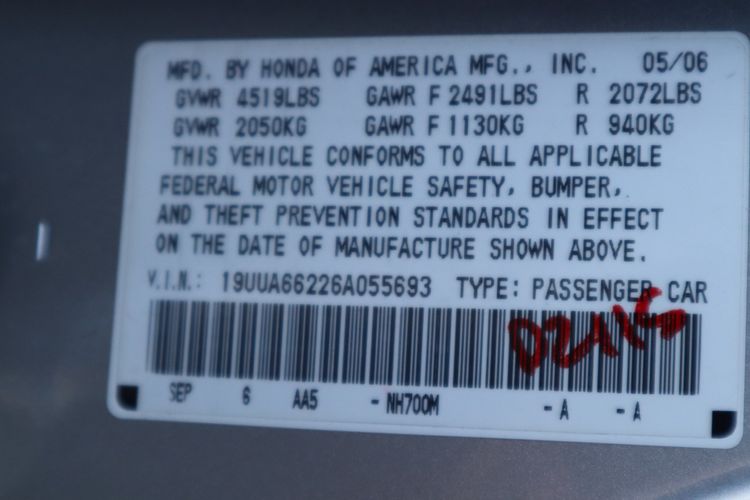 MFD. BY HONDA OF AMERICA MFG., INC. 05/06
GVWR 4519LBS GAWR F 2491LBS R 2072LBS
GVWR 2050KG GAWR F 1130KG R 940KG
THIS VEHICLE CONFORMS TO ALL APPLICABLE
FEDERAL MOTOR VEHICLE SAFETY, BUMPER,
AND THEFT PREVENTION STANDARDS IN EFFECT
ON THE DATE OF MANUFACTURE SHOWN ABOVE.
V.I.N.: 19UUA66226A055693 TYPE: PASSENGER CAR
SEP 6 AA5 -NH700M -A -A